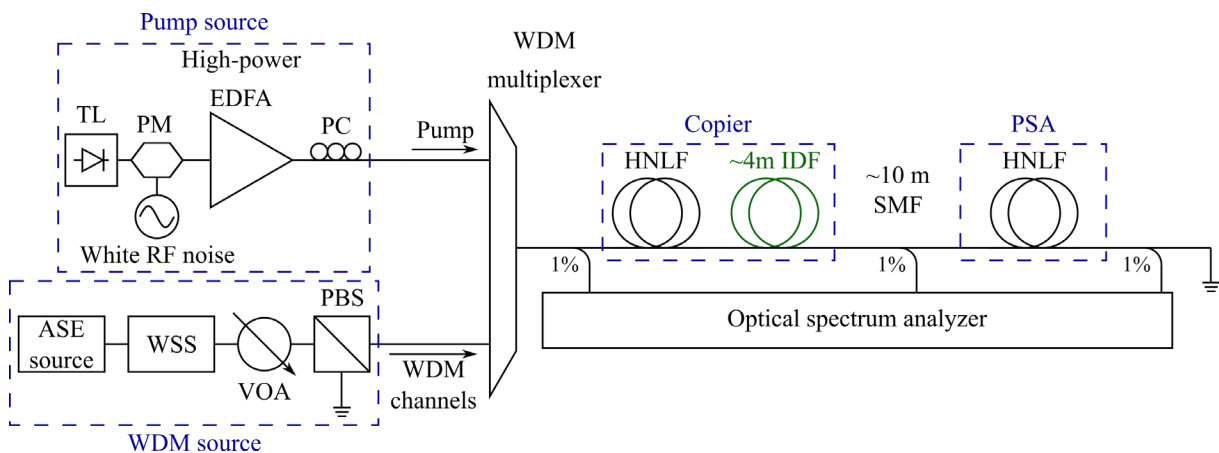 Pump source
High-power
EDFA
TL
PM
PC
White RF noise
Pump
WDM
multiplexer
Copier
HNLF
~4m IDF
~10 m
SMF
PSA
HNLF
1%
1%
1%
Optical spectrum analyzer
ASE
source
WSS
VOA
PBS
WDM
channels
WDM source